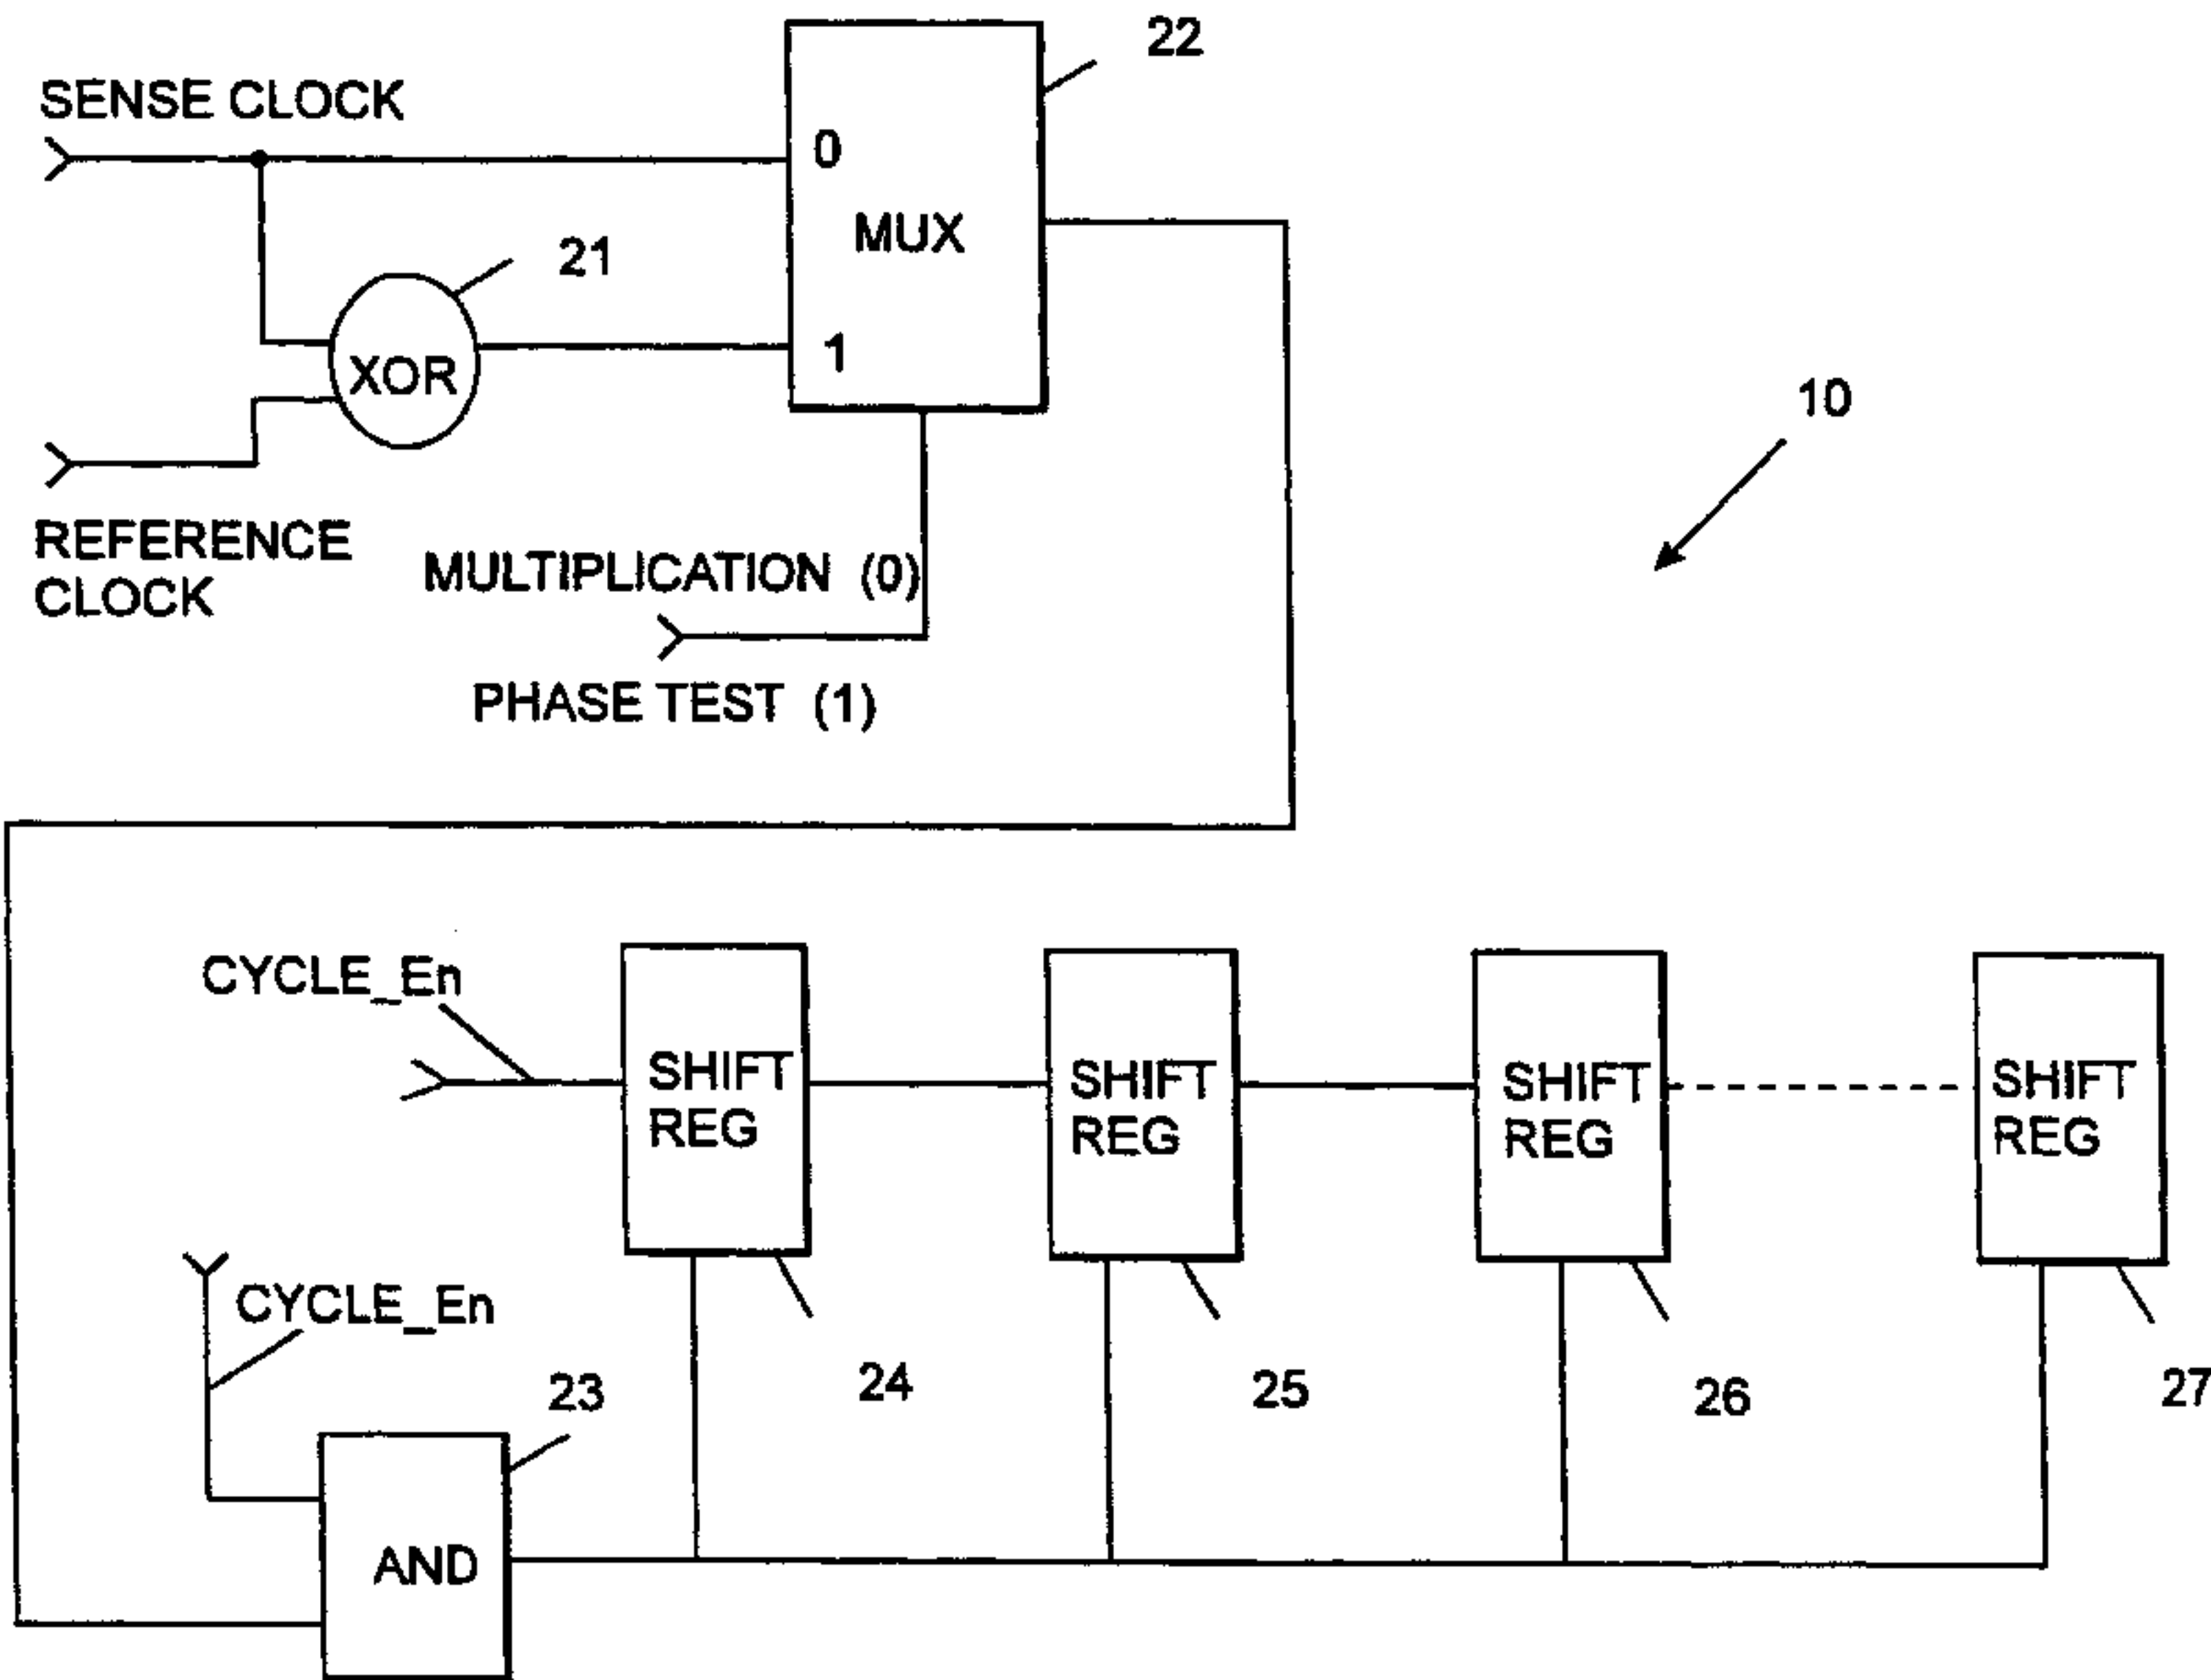 22
SENSE CLOCK
0
MUX
21
1
XOR
10
REFERENCE
CLOCK
MULTIPLICATION (0)
PHASE TEST (1)
CYCLE_En
SHIFT
REG
SHIFT
REG
SHIFT
REG
SHIFT
REG
CYCLE_En
23
24
25
26
27
AND